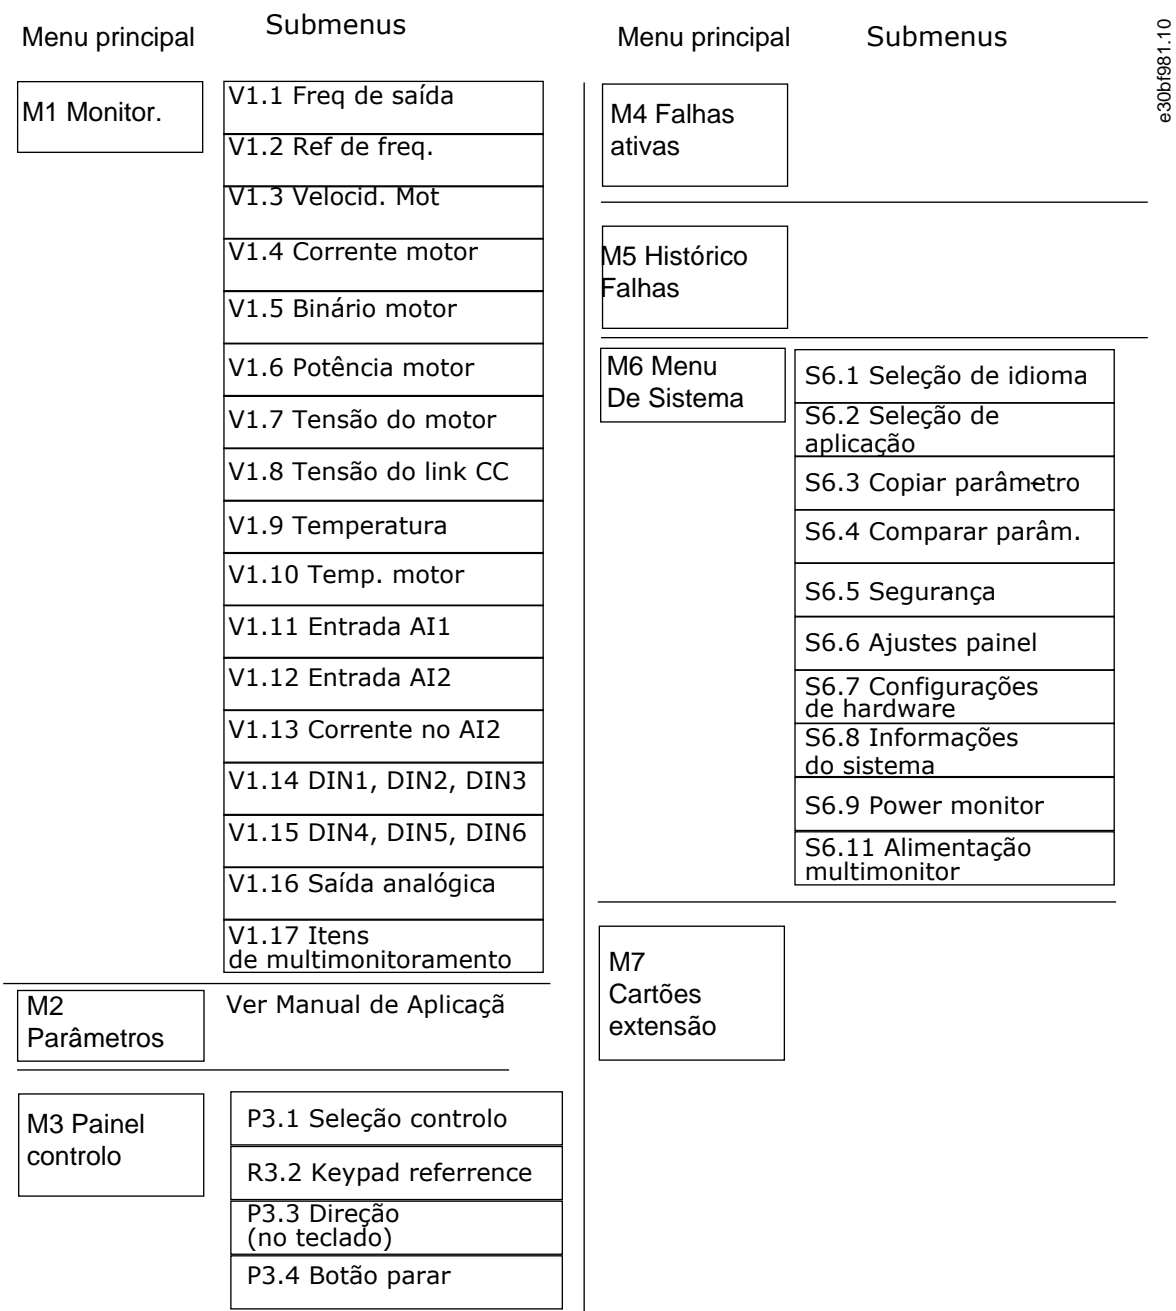 Menu principal
Submenus
M1 Monitor.
V1.1 Freq de saída
V1.2 Ref de freq.
V1.3 Velocid. Mot
V1.4 Corrente motor
V1.5 Binário motor
V1.6 Potência motor
V1.7 Tensão do motor
V1.8 Tensão do link CC
V1.9 Temperatura
V1.10 Temp. motor
V1.11 Entrada AI1
V1.12 Entrada AI2
V1.13 Corrente no AI2
V1.14 DIN1, DIN2, DIN3
V1.15 DIN4, DIN5, DIN6
V1.16 Saída analógica
V1.17 Itens
de multimonitoramento
M2
Parâmetros
Ver Manual de Aplicaçã
M3 Painel
controlo
P3.1 Seleção controlo
R3.2 Keypad referrence
P3.3 Direção
(no teclado)
P3.4 Botão parar
Menu principal
Submenus
M4 Falhas
ativas
M5 Histórico
Falhas
M6 Menu
De Sistema
S6.1 Seleção de idioma
S6.2 Seleção de
aplicação
S6.3 Copiar parâmetro
S6.4 Comparar parâm.
S6.5 Segurança
S6.6 Ajustes painel
S6.7 Configurações
de hardware
S6.8 Informações
do sistema
S6.9 Power monitor
S6.11 Alimentação
multimonitor
M7
Cartões
extensão
e30bf981.10